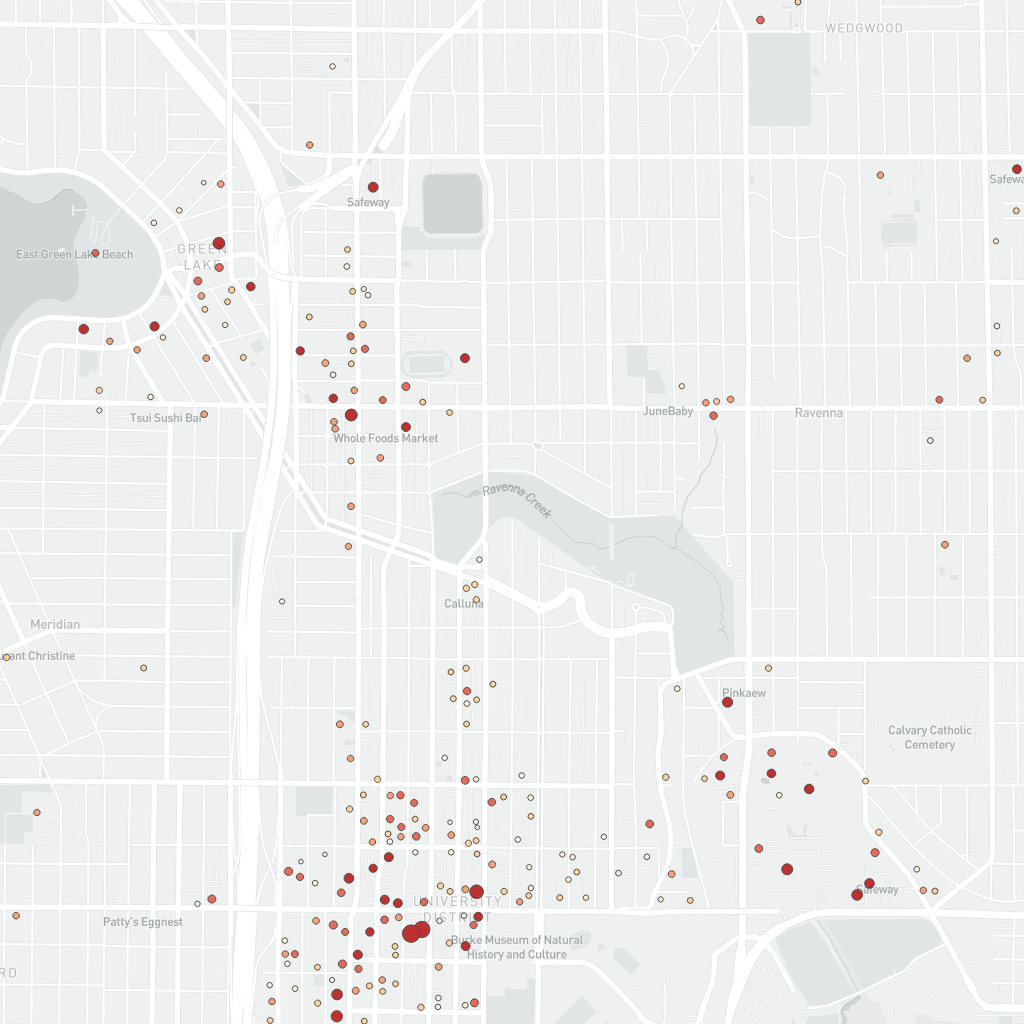 WEDGWOOD
Safeway
Safewa
GREEN
LAKE
East Green Lake Beach
Tsui Sushi Bar
Whole Foods Market
JuneBaby
Ravenna
Ravenna Creek
Calluna
Meridian
urant Christine
Pinkaew
Calvary Catholic
Cemetery
Safeway
UNIVERSITY
DISTRICT
Patty's Eggnest
Burke Museum of Natural
History and Culture
RD